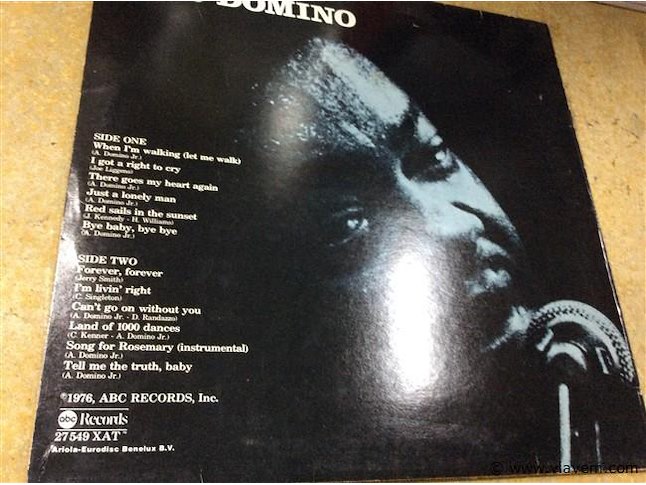 DOMINO
SIDE ONE
When I'm walking (let me walk)
(A. Domino Jr.)
I got a right to cry
(Joe Liggens)
There goes my heart again
(A. Domino Jr.)
Just a lonely man
(A. Domino Jr.)
Red sails in the sunset
(J. Kennedy - H. Williams)
Bye baby, bye bye
(A. Domino Jr.)
SIDE TWO
Forever, forever
(Jerry Smith)
I'm livin' right
(C. Singleton)
Can't go on without you
(A. Domino Jr. - D. Randazzo)
Land of 1000 dances
(C. Kenner - A. Domino Jr.)
Song for Rosemary (instrumental)
(A. Domino Jr.)
Tell me the truth, baby
(A. Domino Jr.)
℗1976, ABC RECORDS, Inc.
abc Records
27549 XAT
Ariola-Eurodisc Benelux B.V.
© www.vlavem.com